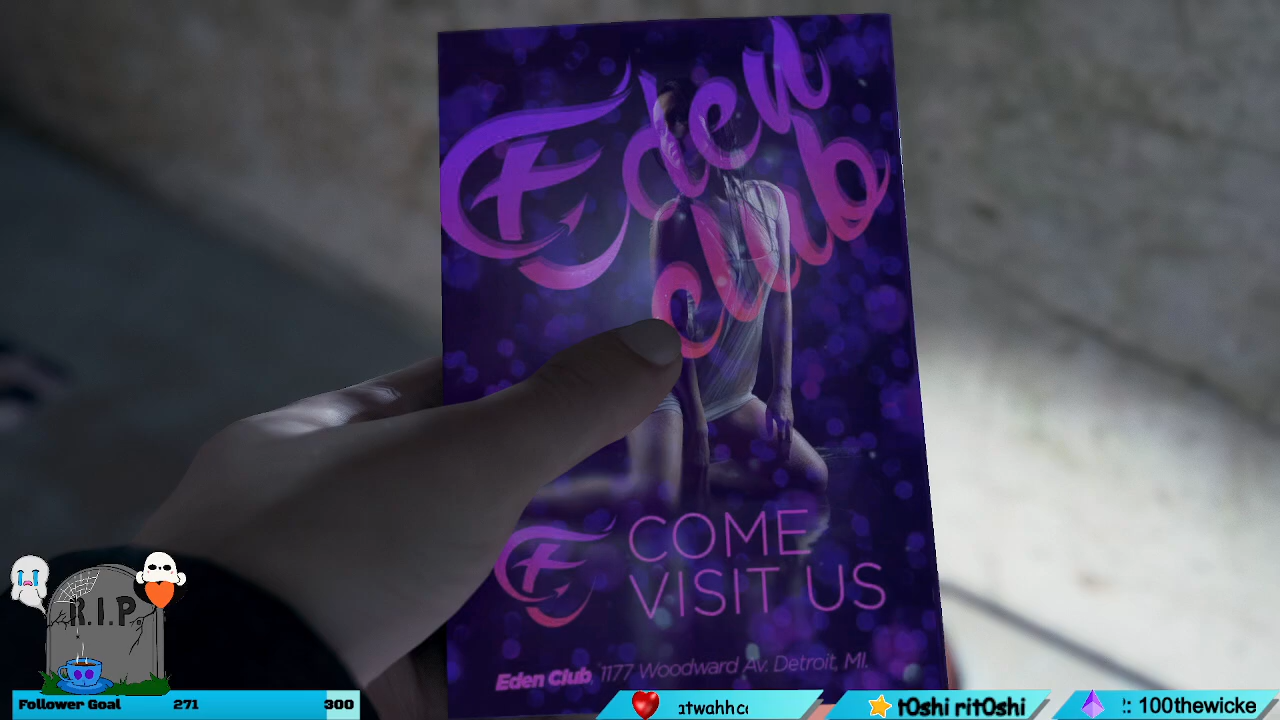 Eden
club
COME
VISIT US
Eden Club, 1177 Woodward Av. Detroit, MI.
R.I.P
Follower Goal 271 300
atwahhc
t0shi rit0shi
: 100thewicke